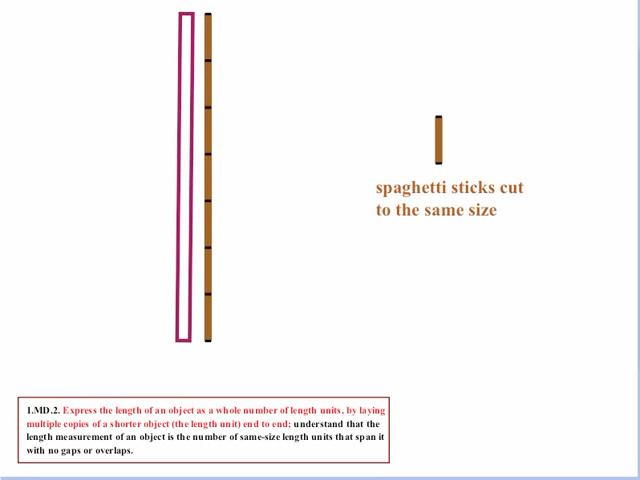 spaghetti sticks cut
to the same size
1.MD.2. Express the length of an object as a whole number of length units, by laying
multiple copies of a shorter object (the length unit) end to end; understand that the
length measurement of an object is the number of same-size length units that span it
with no gaps or overlaps.